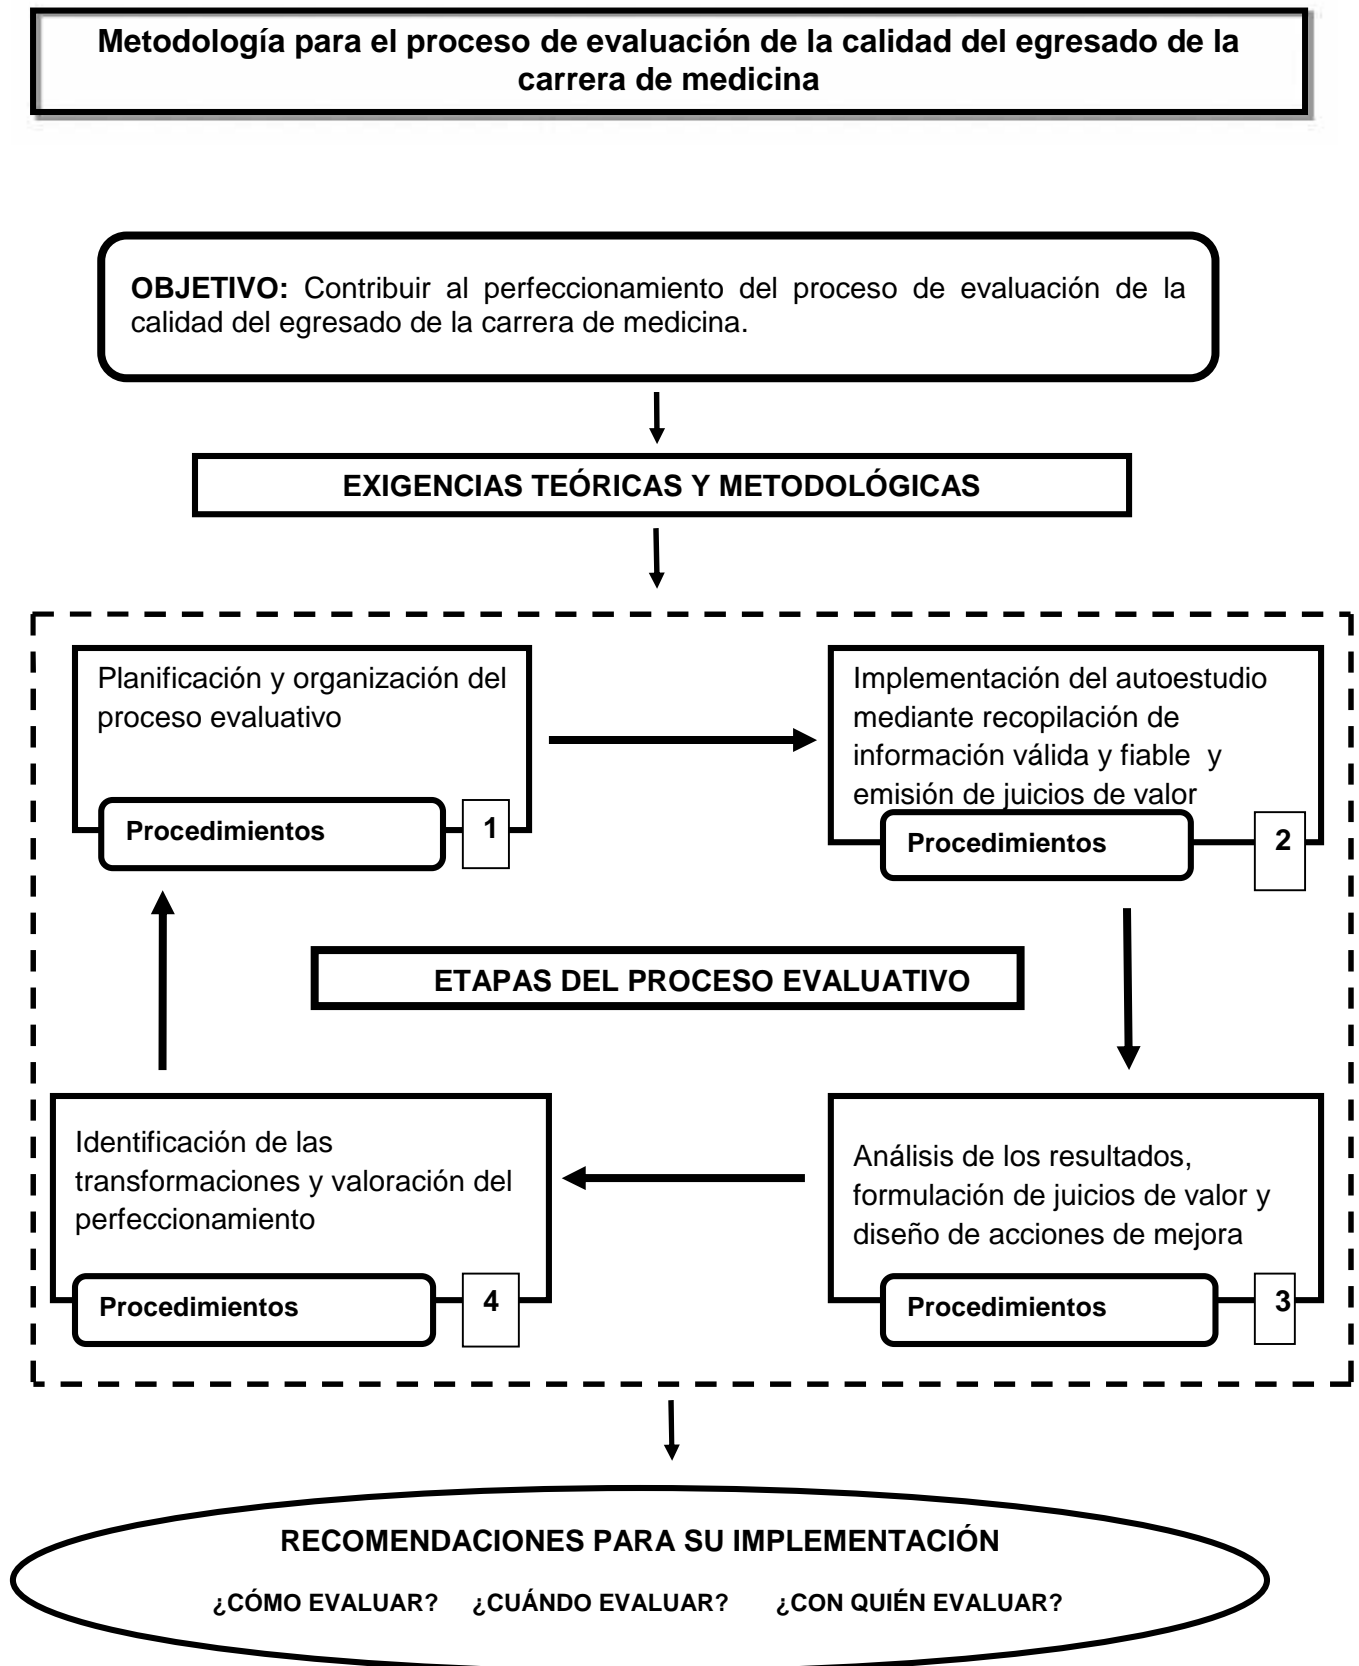 Metodología para el proceso de evaluación de la calidad del egresado de la
carrera de medicina
OBJETIVO: Contribuir al perfeccionamiento del proceso de evaluación de la
calidad del egresado de la carrera de medicina.
EXIGENCIAS TEÓRICAS Y METODOLÓGICAS
Planificación y organización del
proceso evaluativo
Procedimientos
1
Implementación del autoestudio
mediante recopilación de
información válida y fiable y
emisión de juicios de valor
Procedimientos
2
ETAPAS DEL PROCESO EVALUATIVO
Identificación de las
transformaciones y valoración del
perfeccionamiento
Procedimientos
4
Análisis de los resultados,
formulación de juicios de valor y
diseño de acciones de mejora
Procedimientos
3
RECOMENDACIONES PARA SU IMPLEMENTACIÓN
¿CÓMO EVALUAR? ¿CUÁNDO EVALUAR? ¿CON QUIÉN EVALUAR?